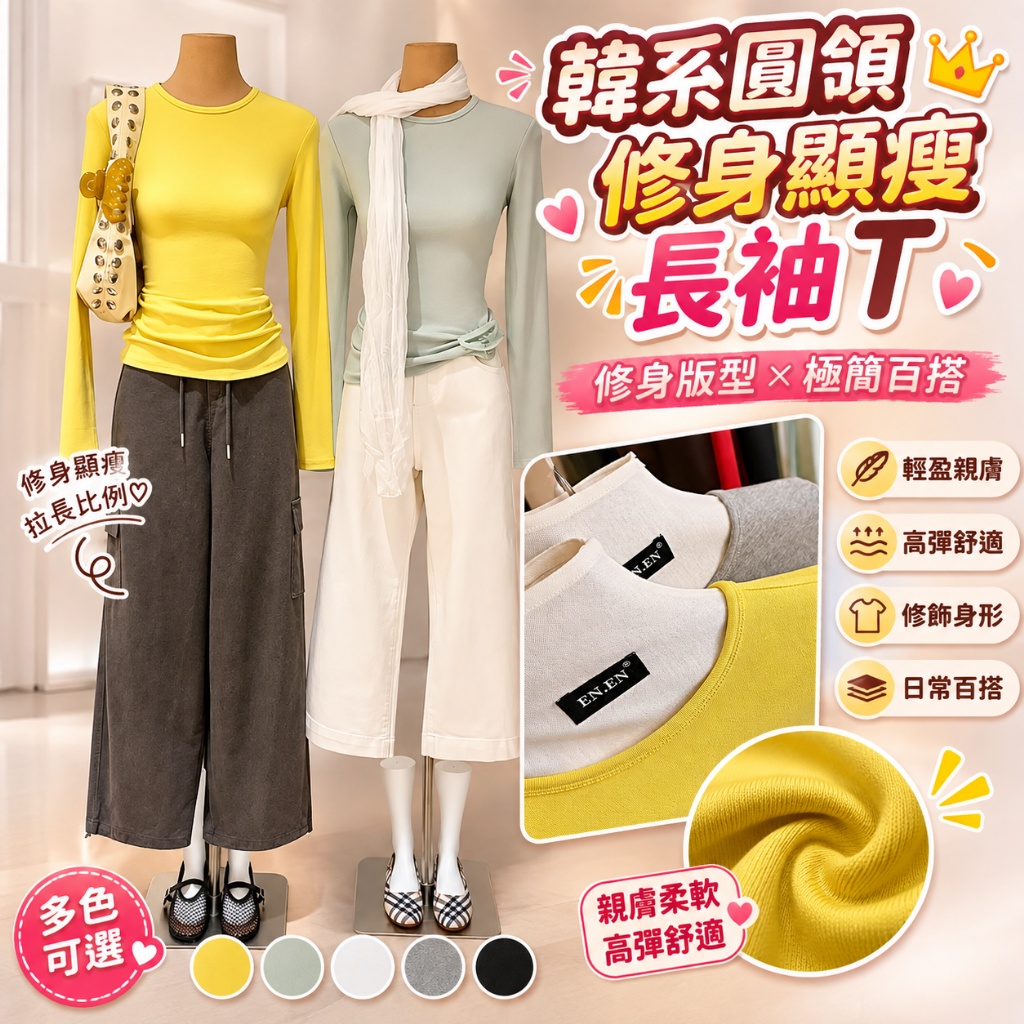 韓系圓領
修身顯瘦
長袖T
修身版型 × 極簡百搭
修身顯瘦
拉長比例♡
輕盈親膚
高彈舒適
修飾身形
日常百搭
N.EN®
EN.EN®
親膚柔軟
高彈舒適
多色
可選